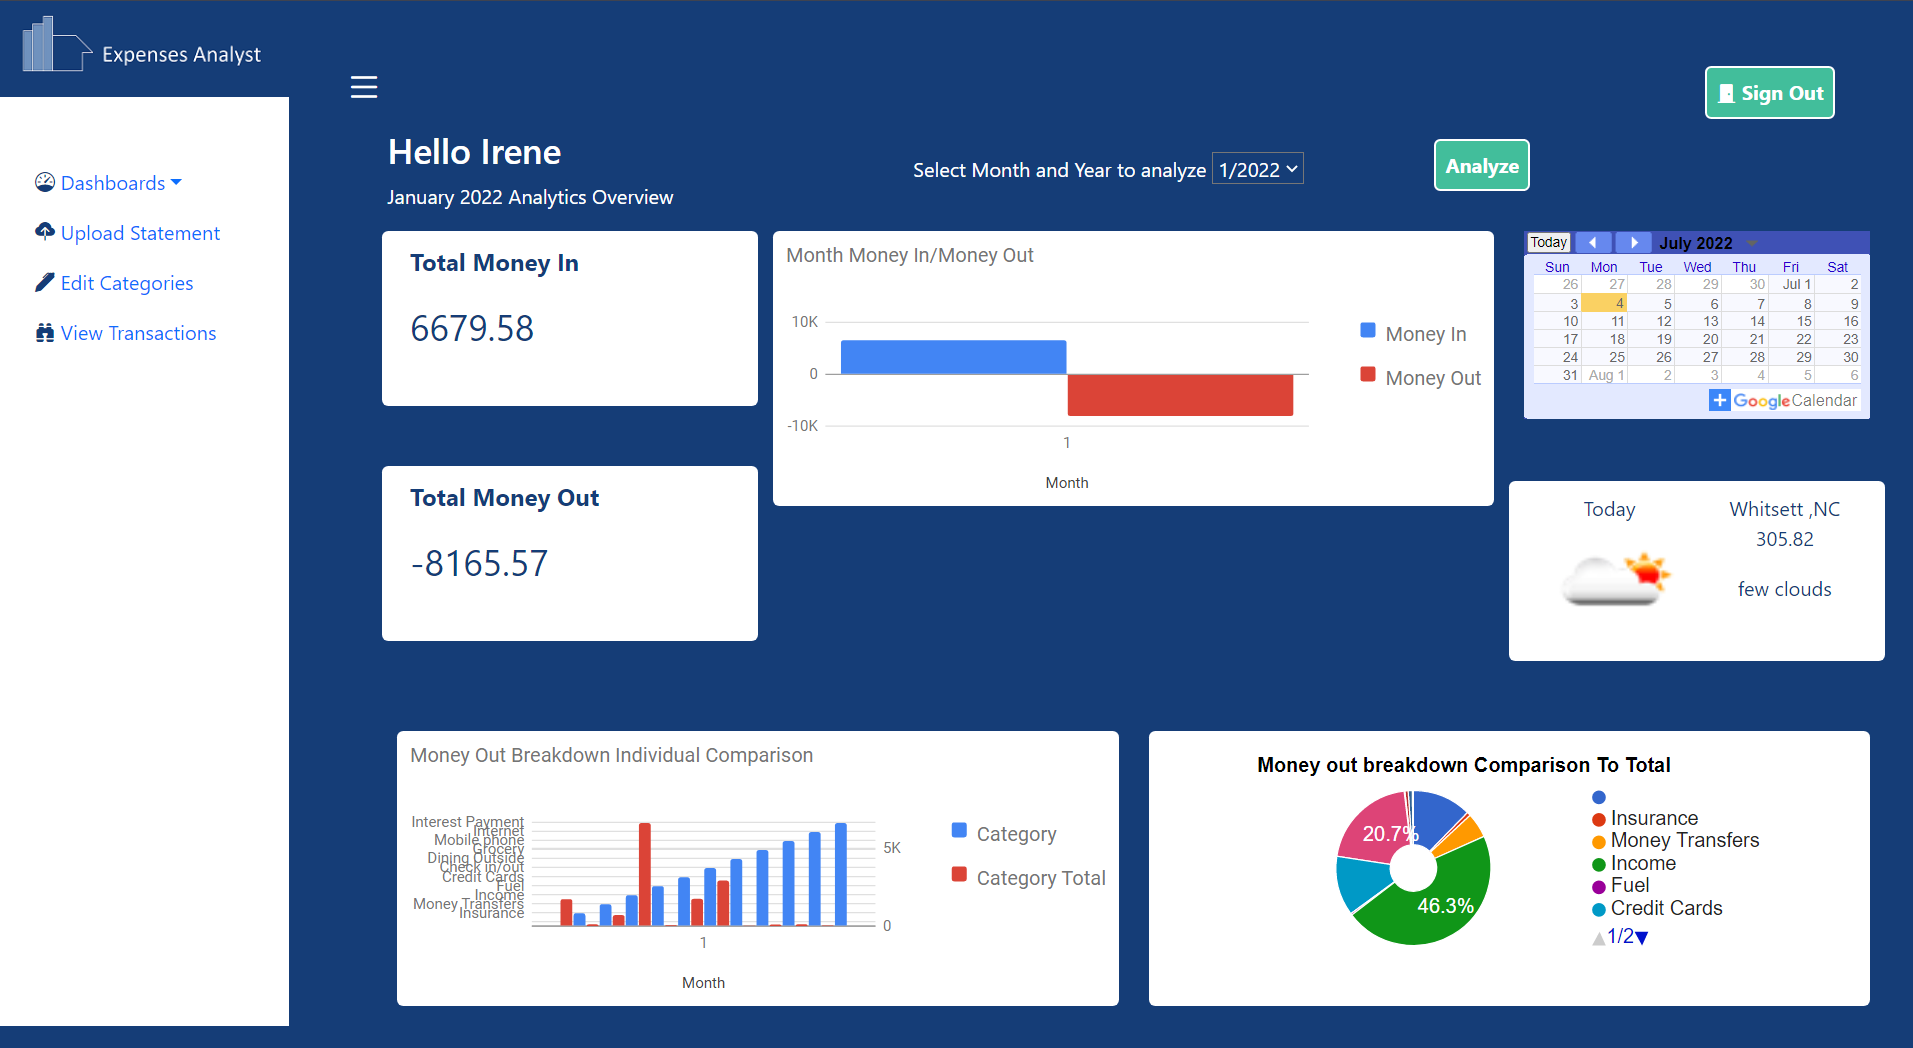 Expenses Analyst
Sign Out
Dashboards
Upload Statement
Edit Categories
View Transactions
Hello Irene
January 2022 Analytics Overview
Select Month and Year to analyze 1/2022
Analyze
Total Money In
6679.58
Total Money Out
-8165.57
Month Money In/Money Out
10K
0
-10K
1
Month
Money In
Money Out
Today July 2022
Sun Mon Tue Wed Thu Fri Sat
26 27 28 29 30 Jul 1 2
3 4 5 6 7 8 9
10 11 12 13 14 15 16
17 18 19 20 21 22 23
24 25 26 27 28 29 30
31 Aug 1 2 3 4 5 6
Google Calendar
Today
Whitsett ,NC
305.82
few clouds
Money Out Breakdown Individual Comparison
Interest Payment
Internet
Mobile phone
Grocery
Dining Outside
Check in/out
Credit Cards
Fuel
Income
Money Transfers
Insurance
5K
0
1
Month
Category
Category Total
Money out breakdown Comparison To Total
20.7%
46.3%
Insurance
Money Transfers
Income
Fuel
Credit Cards
1/2